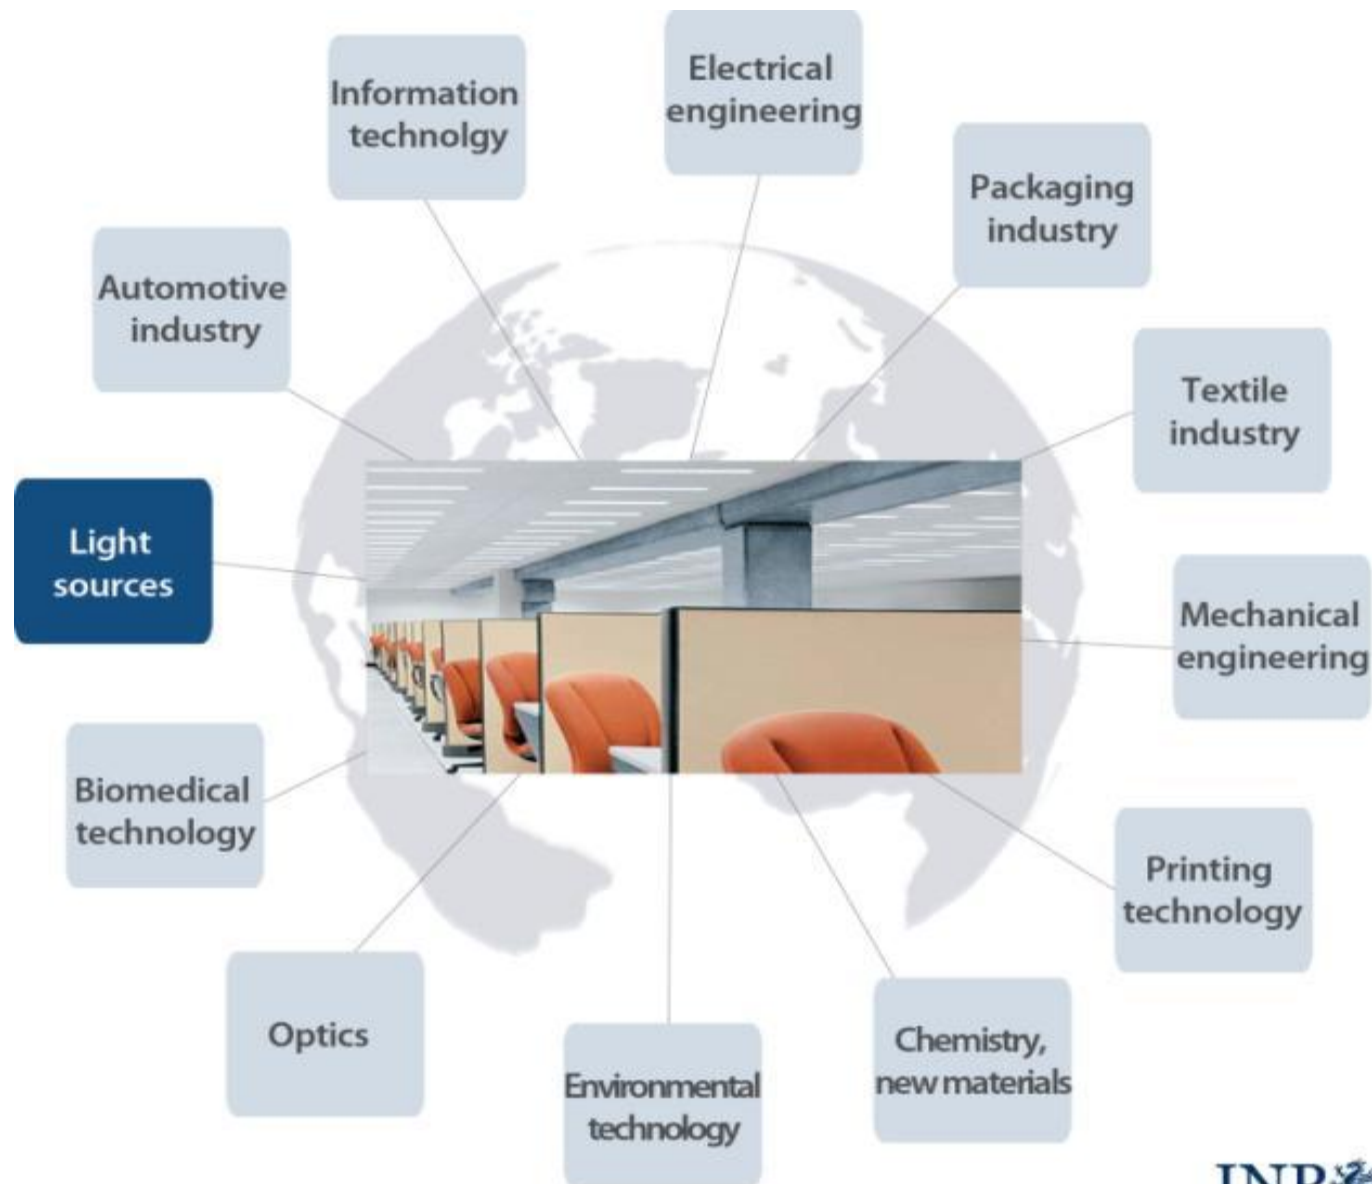 Information
technolgy
Electrical
engineering
Packaging
industry
Automotive
industry
Textile
industry
Light
sources
Mechanical
engineering
Biomedical
technology
Printing
technology
Optics
Chemistry,
new materials
Environmental
technology